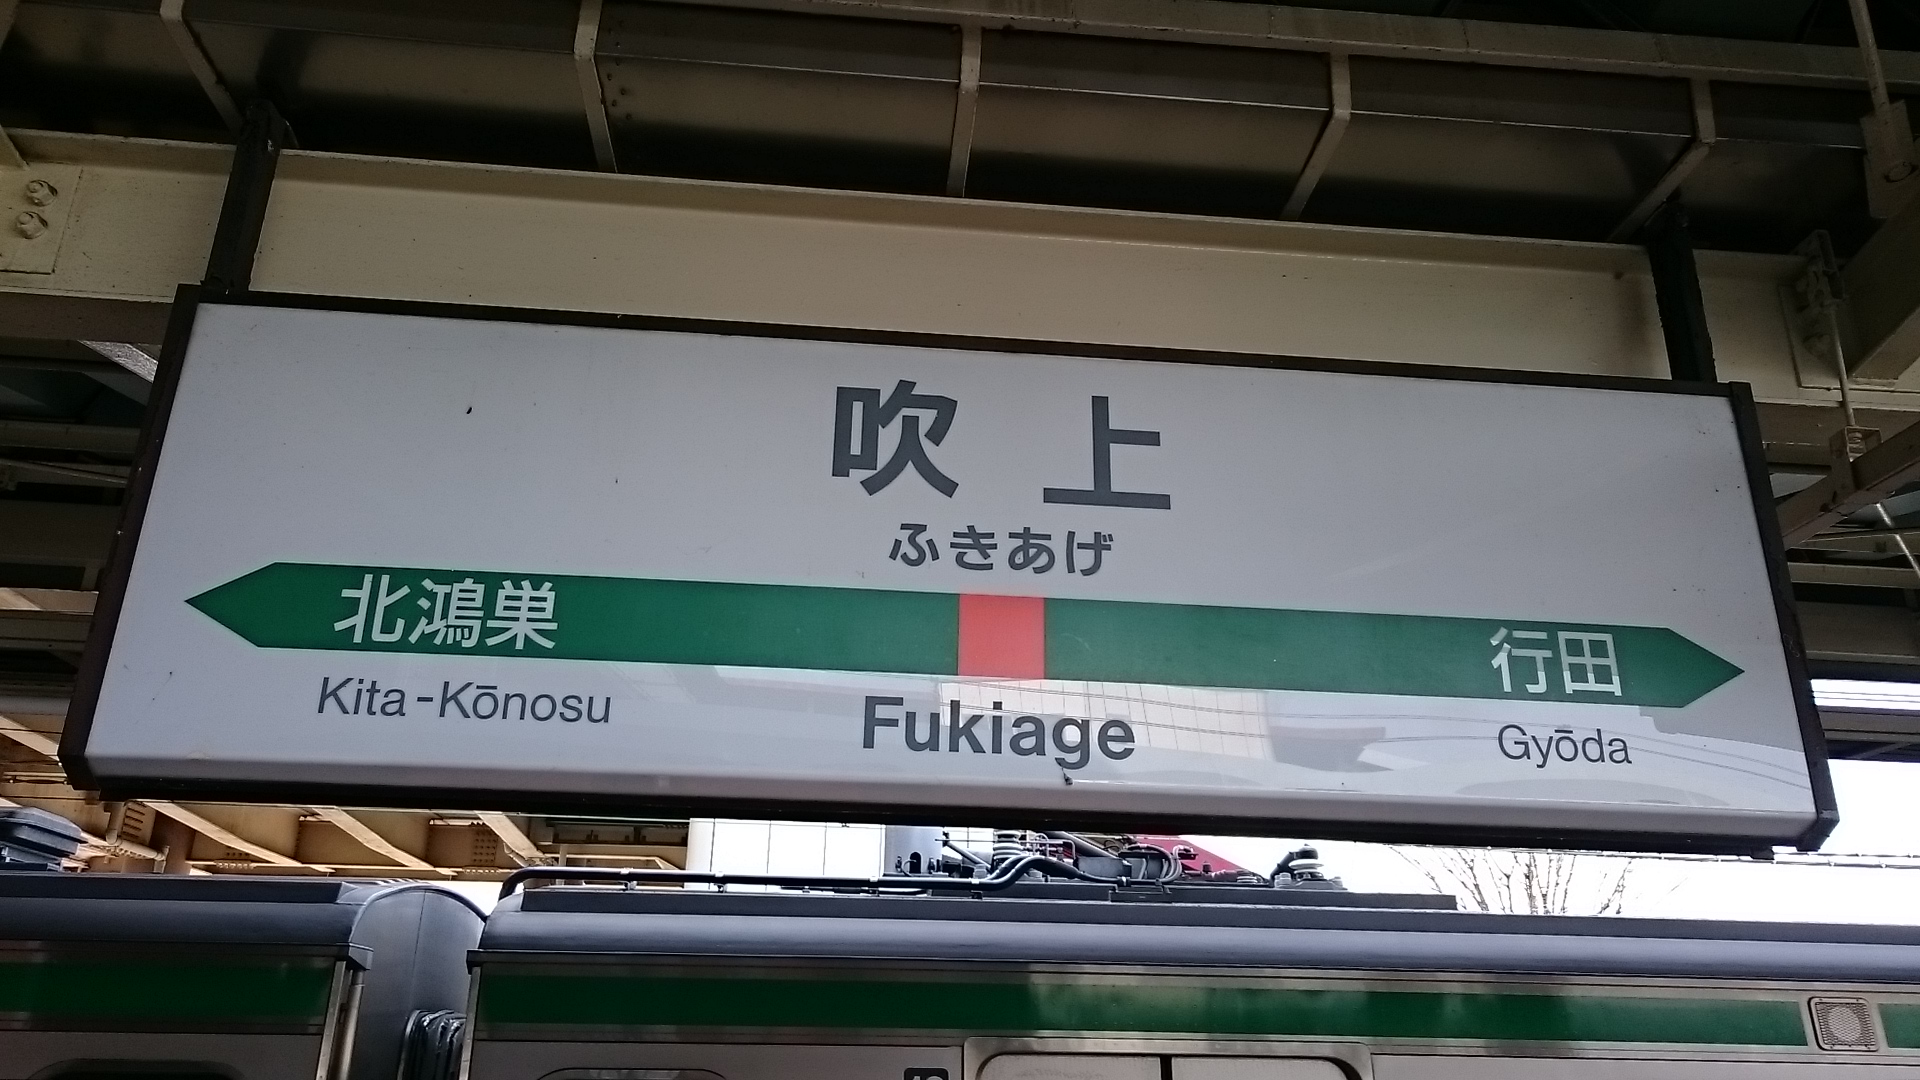 吹上
ふきあげ
北鴻巣
行田
Kita-Kōnosu
Fukiage
Gyōda